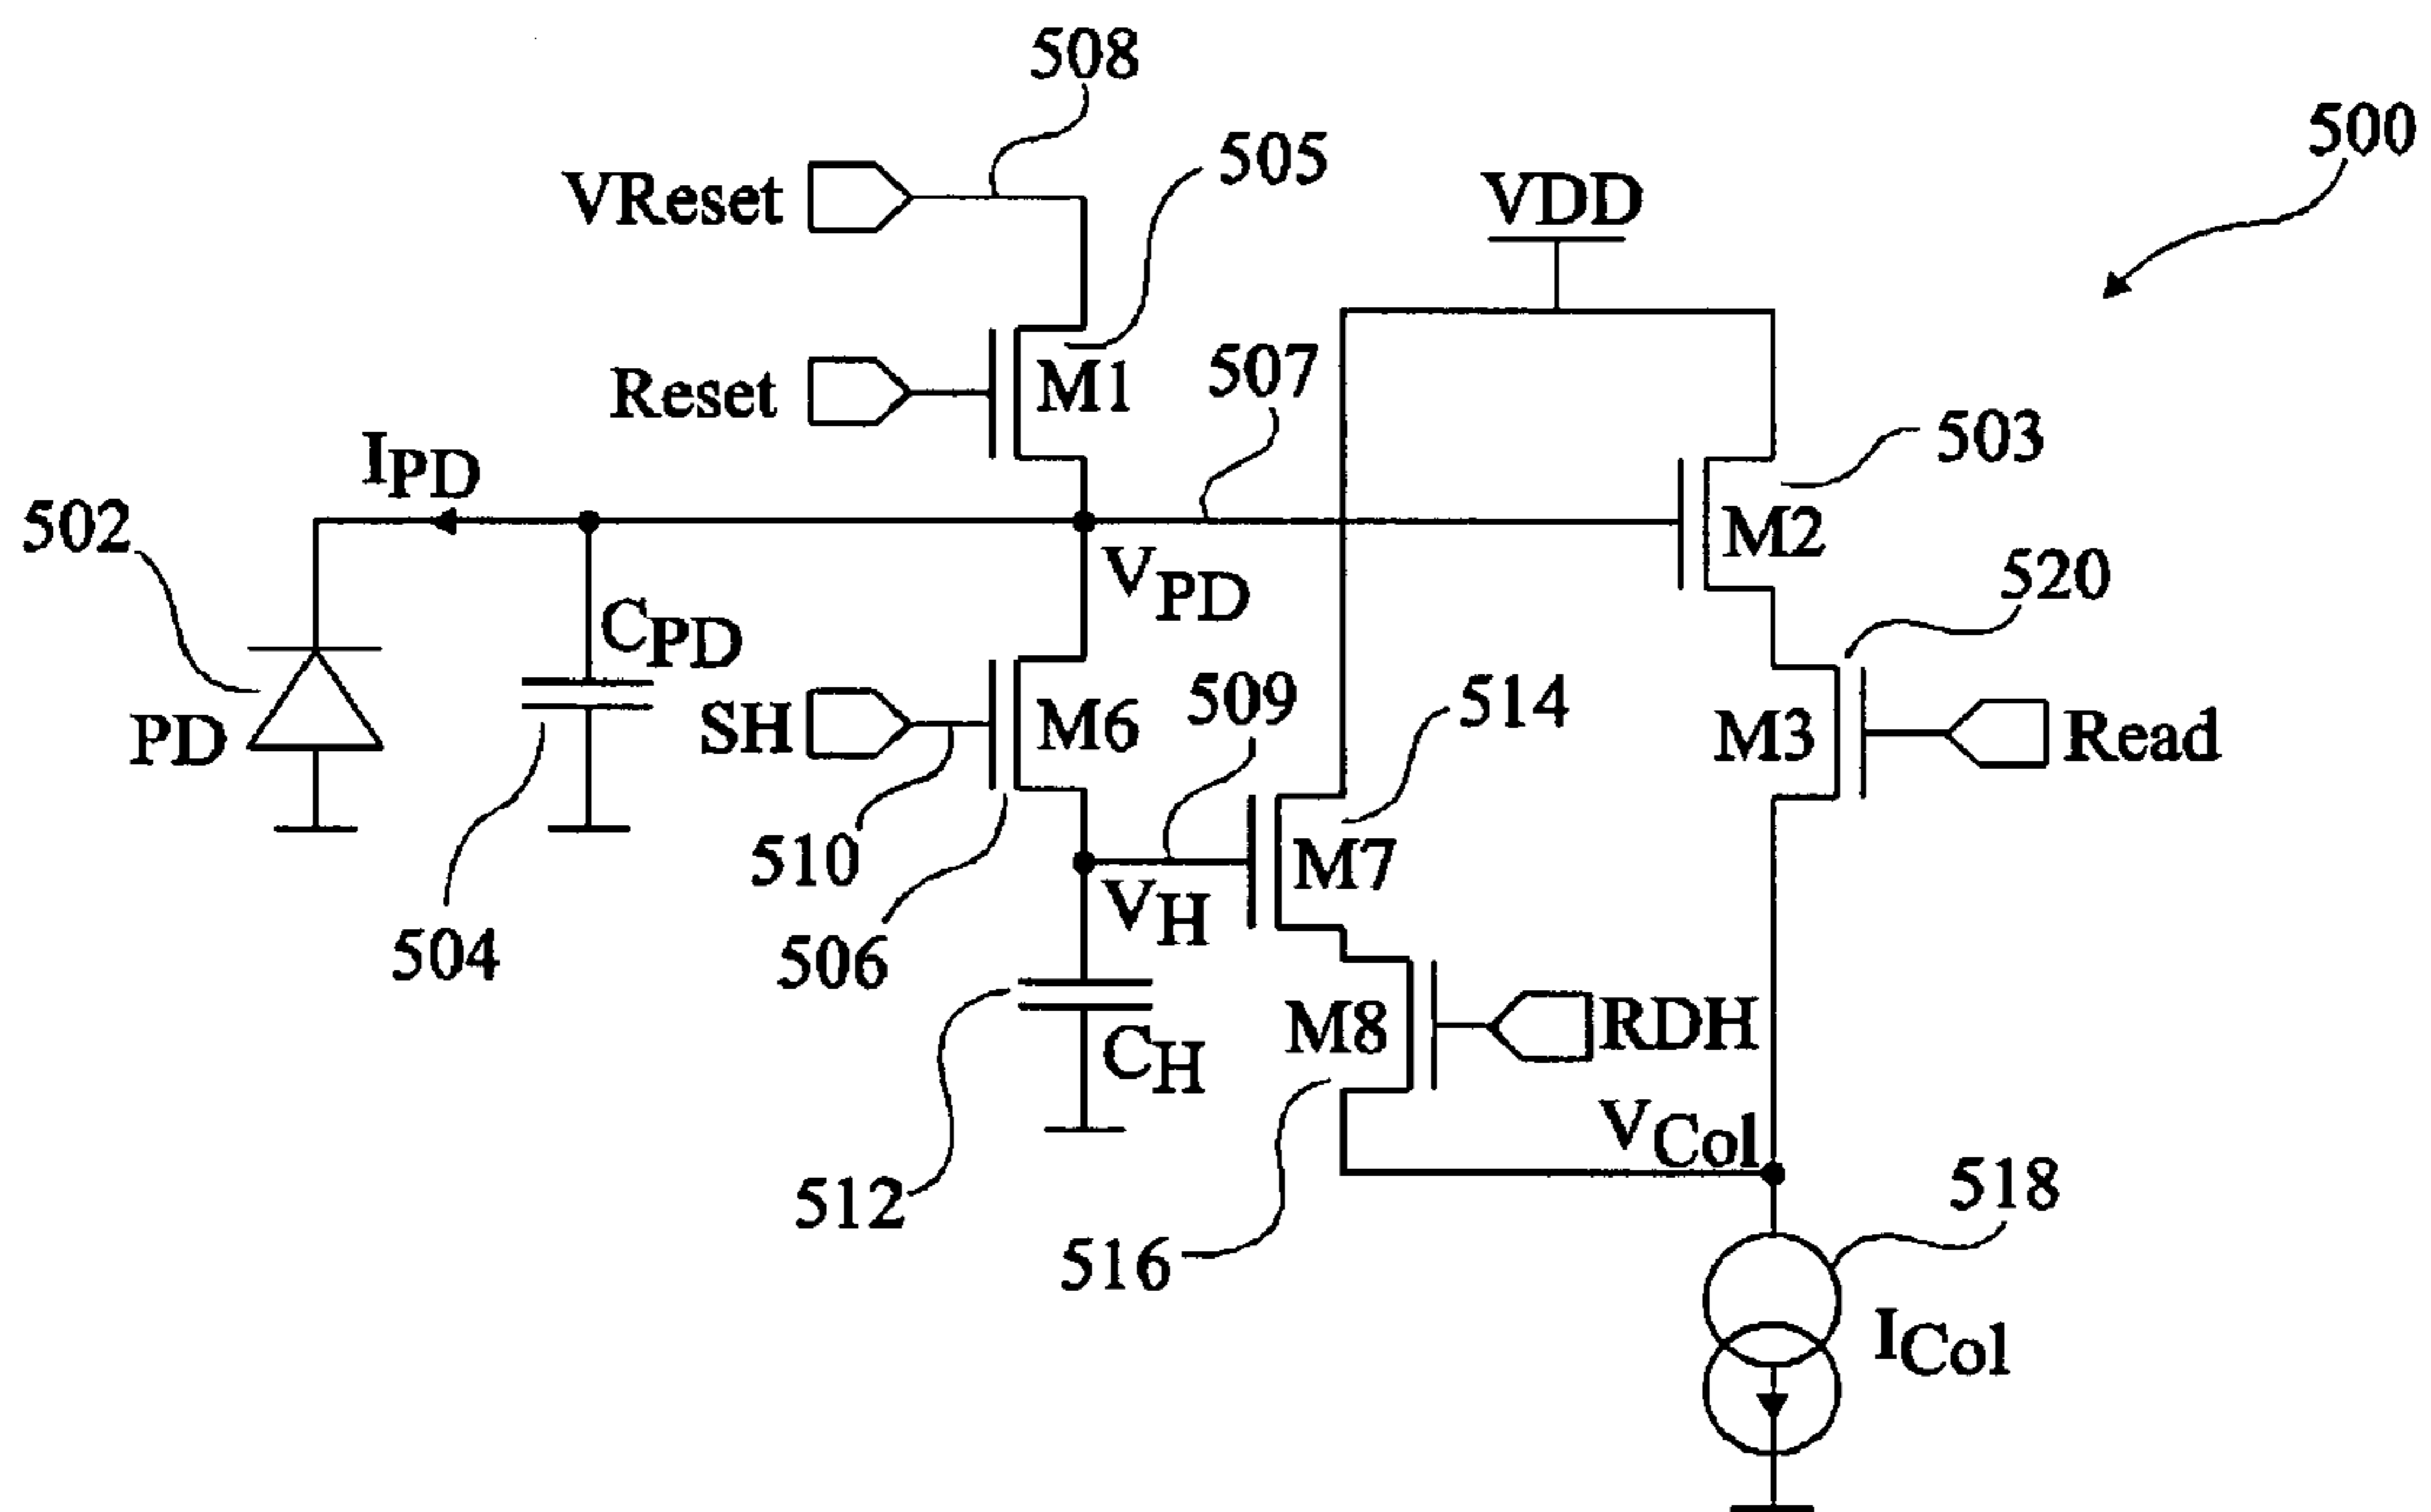 508
500
505
VReset
VDD
507
Reset
M1
503
IPD
502
M2
VPD
520
CPD
509
514
SH
M6
M3
Read
PD
510
M7
VH
504
506
M8
RDH
CH
VCol
518
512
516
ICol